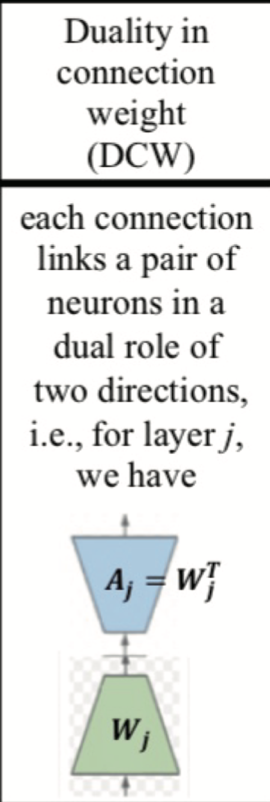 Duality in
connection
weight
(DCW)
each connection
links a pair of
neurons in a
dual role of
two directions,
i.e., for layer j,
we have
A_j = W_j^T
W_j